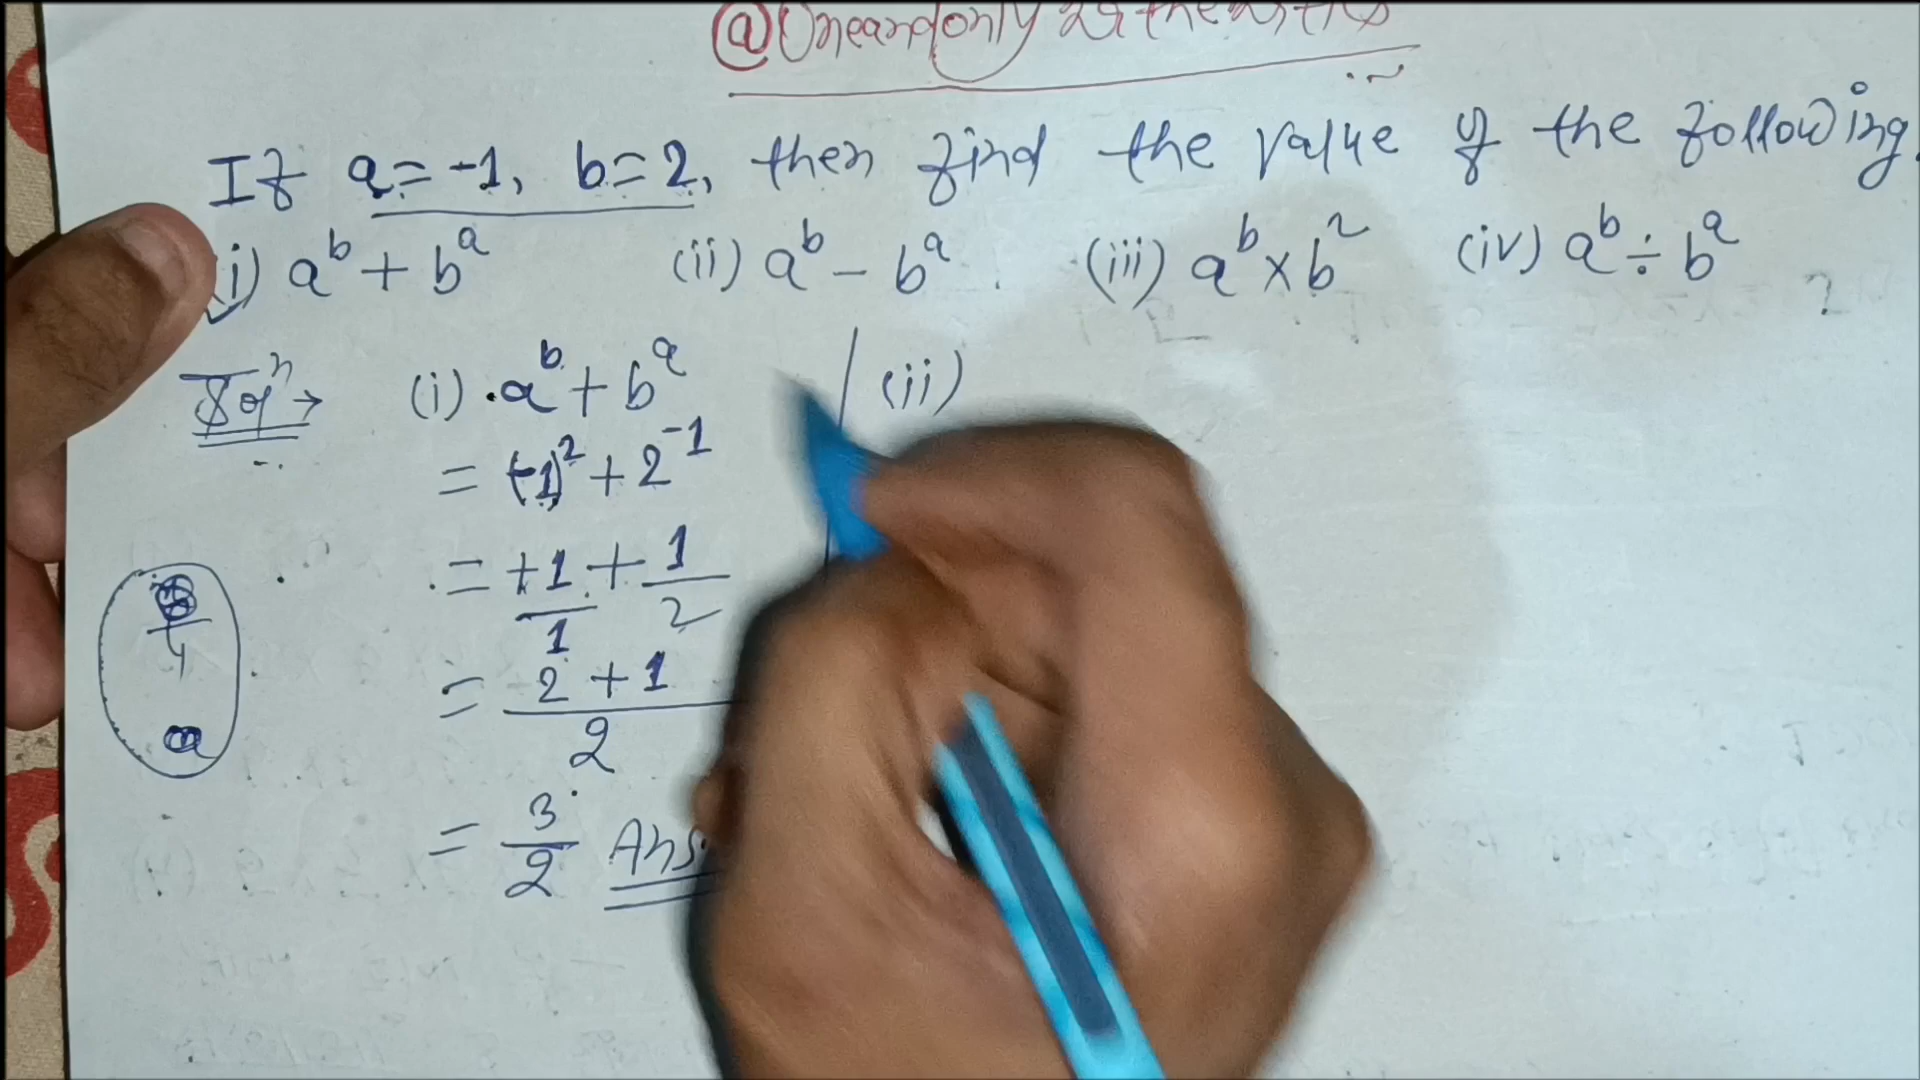 If a = -1, b = 2, then find the value of the following.
(i) a^b + b^a (ii) a^b - b^a (iii) a^b × b^2 (iv) a^b ÷ b^a ?
Sol^n → (i) a^b + b^a (ii)
= (-1)^2 + 2^-1
= +1/1 + 1/2
= 2 + 1 / 2
= 3/2 Ans